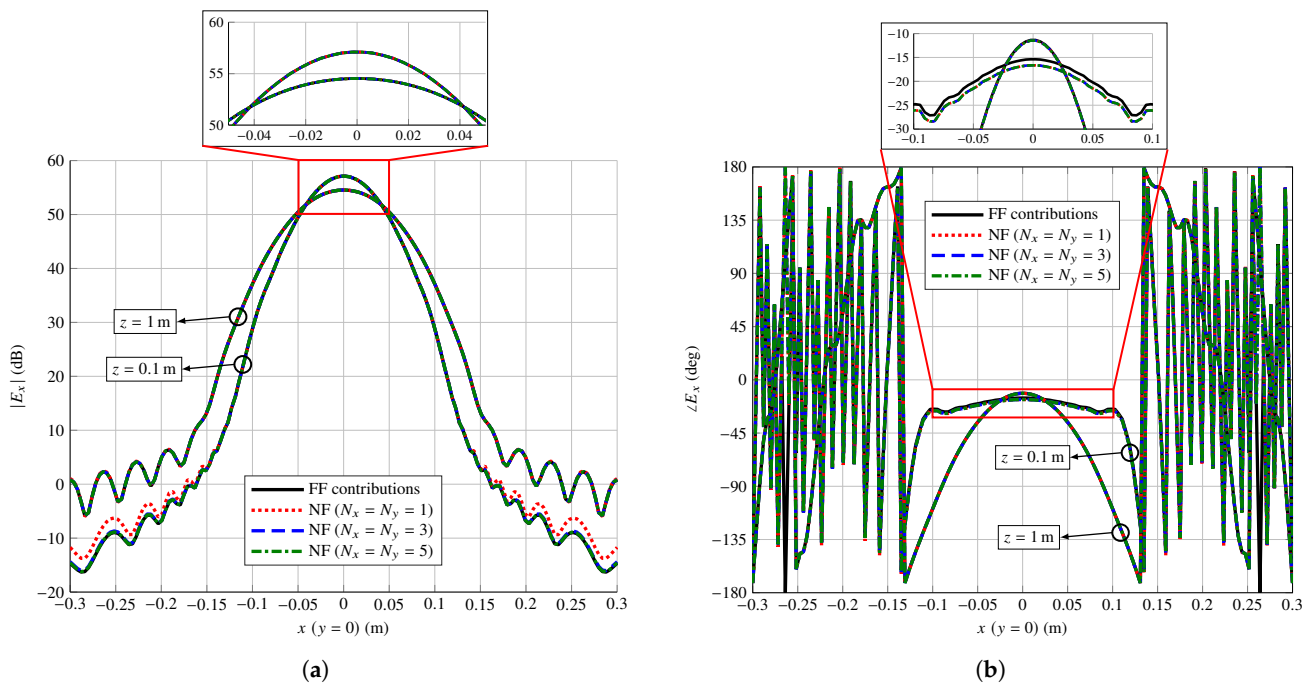 60
55
50
−0.04
−0.02
0
0.02
0.04
60
50
40
30
20
10
0
−10
−20
|Eₓ| (dB)
z = 1 m
z = 0.1 m
FF contributions
NF (Nₓ = Nᵧ = 1)
NF (Nₓ = Nᵧ = 3)
NF (Nₓ = Nᵧ = 5)
−0.3 −0.25 −0.2 −0.15 −0.1 −0.05 0 0.05 0.1 0.15 0.2 0.25 0.3
x (y = 0) (m)
(a)
−10
−15
−20
−25
−30
−0.1 −0.05 0 0.05 0.1
180
135
90
45
0
−45
−90
−135
−180
∠Eₓ (deg)
FF contributions
NF (Nₓ = Nᵧ = 1)
NF (Nₓ = Nᵧ = 3)
NF (Nₓ = Nᵧ = 5)
z = 0.1 m
z = 1 m
−0.3 −0.25 −0.2 −0.15 −0.1 −0.05 0 0.05 0.1 0.15 0.2 0.25 0.3
x (y = 0) (m)
(b)